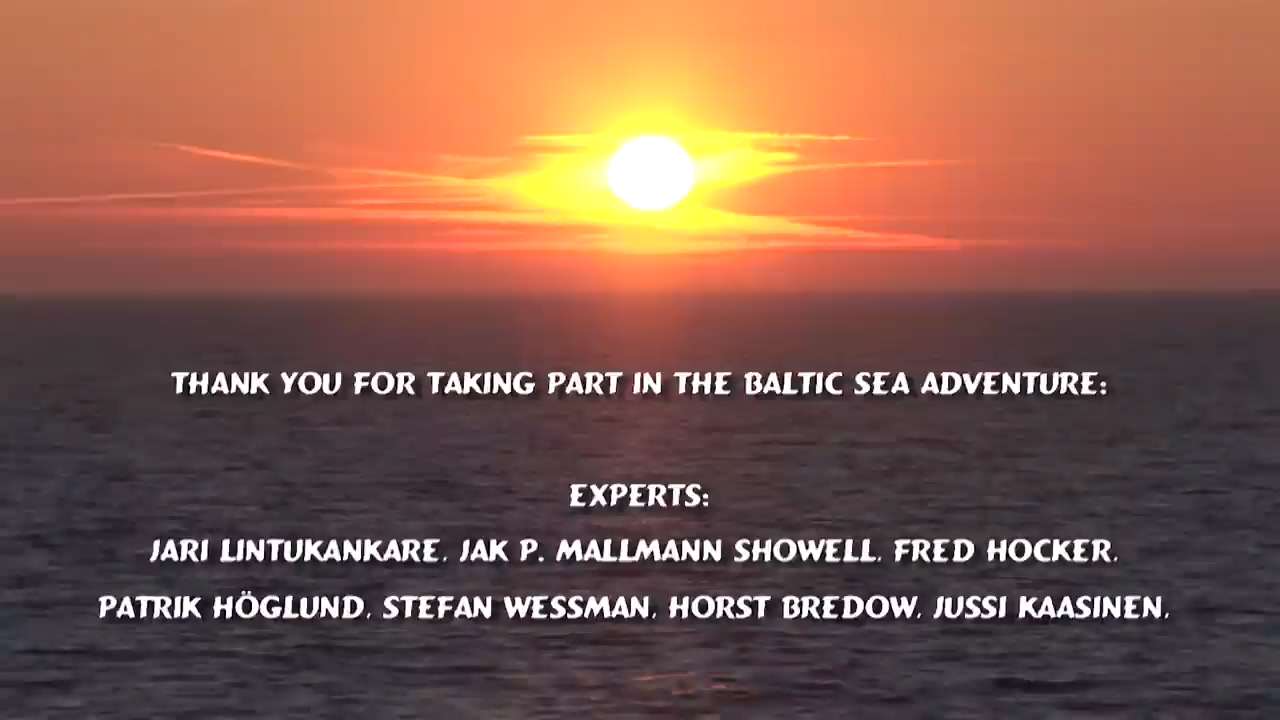 THANK YOU FOR TAKING PART IN THE BALTIC SEA ADVENTURE:
EXPERTS:
JARI LINTUKANKARE, JAK P. MALLMANN SHOWELL, FRED HOCKER,
PATRIK HÖGLUND, STEFAN WESSMAN, HORST BREDOW, JUSSI KAASINEN,